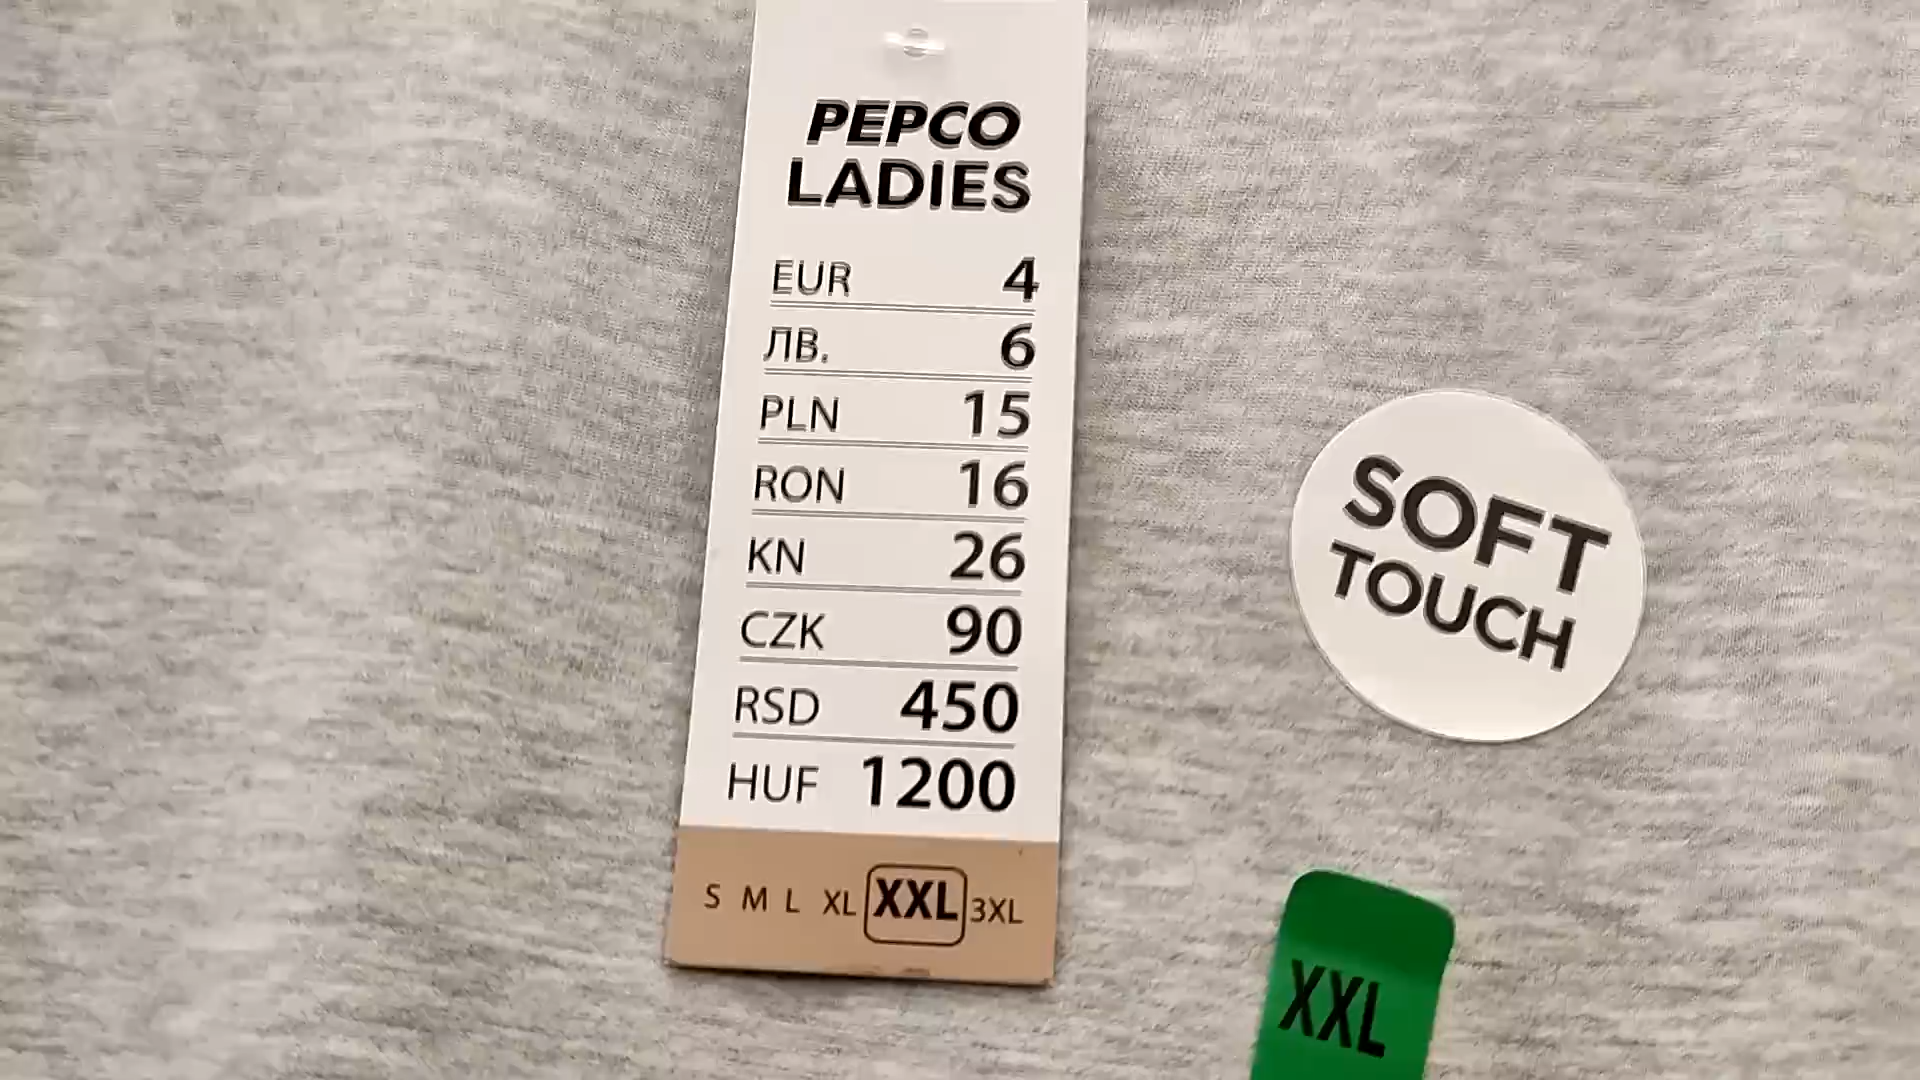 PEPCO
LADIES
EUR 4
ЛВ. 6
PLN 15
RON 16
KN 26
CZK 90
RSD 450
HUF 1200
S M L XL XXL 3XL
SOFT
TOUCH
XXL